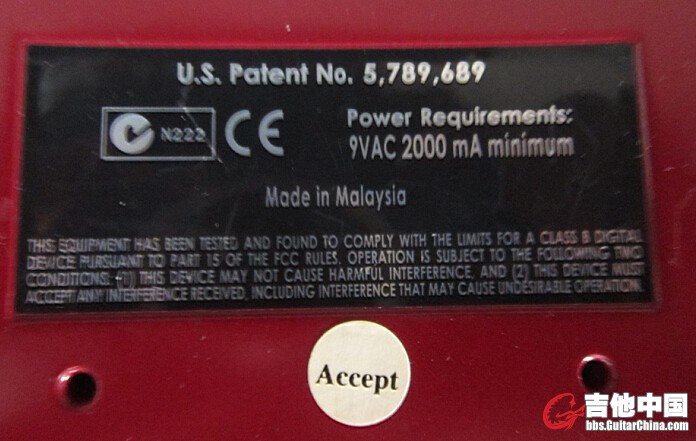 U.S. Patent No. 5,789,689
N222 CE
Power Requirements:
9VAC 2000 mA minimum
Made in Malaysia
THIS EQUIPMENT HAS BEEN TESTED AND FOUND TO COMPLY WITH THE LIMITS FOR A CLASS B DIGITAL
DEVICE PURSUANT TO PART 15 OF THE FCC RULES. OPERATION IS SUBJECT TO THE FOLLOWING TWO
CONDITIONS: (1) THIS DEVICE MAY NOT CAUSE HARMFUL INTERFERENCE, AND (2) THIS DEVICE MUST
ACCEPT ANY INTERFERENCE RECEIVED, INCLUDING INTERFERENCE THAT MAY CAUSE UNDESIRABLE OPERATION.
Accept
吉他中国
bbs.GuitarChina.com